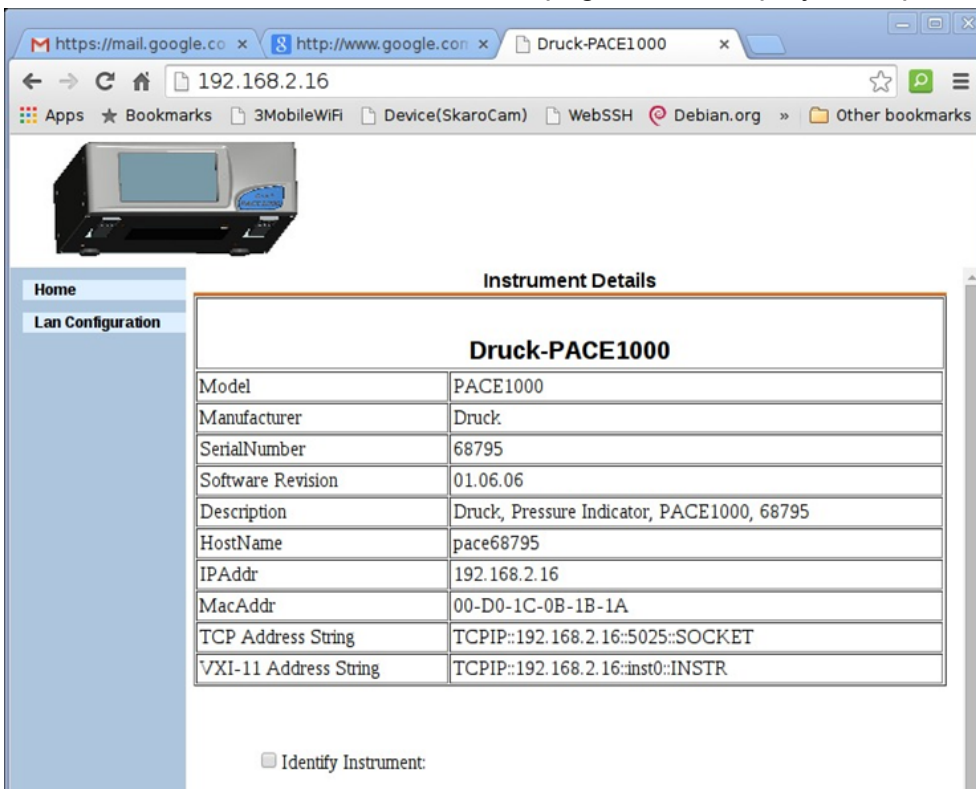 https://mail.google.co
http://www.google.com
Druck-PACE1000
192.168.2.16
Apps Bookmarks 3MobileWiFi Device(SkaroCam) WebSSH Debian.org » Other bookmarks
Home
Lan Configuration
Instrument Details
Druck-PACE1000
Model PACE1000
Manufacturer Druck
SerialNumber 68795
Software Revision 01.06.06
Description Druck, Pressure Indicator, PACE1000, 68795
HostName pace68795
IPAddr 192.168.2.16
MacAddr 00-D0-1C-0B-1B-1A
TCP Address String TCPIP::192.168.2.16::5025::SOCKET
VXI-11 Address String TCPIP::192.168.2.16::inst0::INSTR
Identify Instrument: